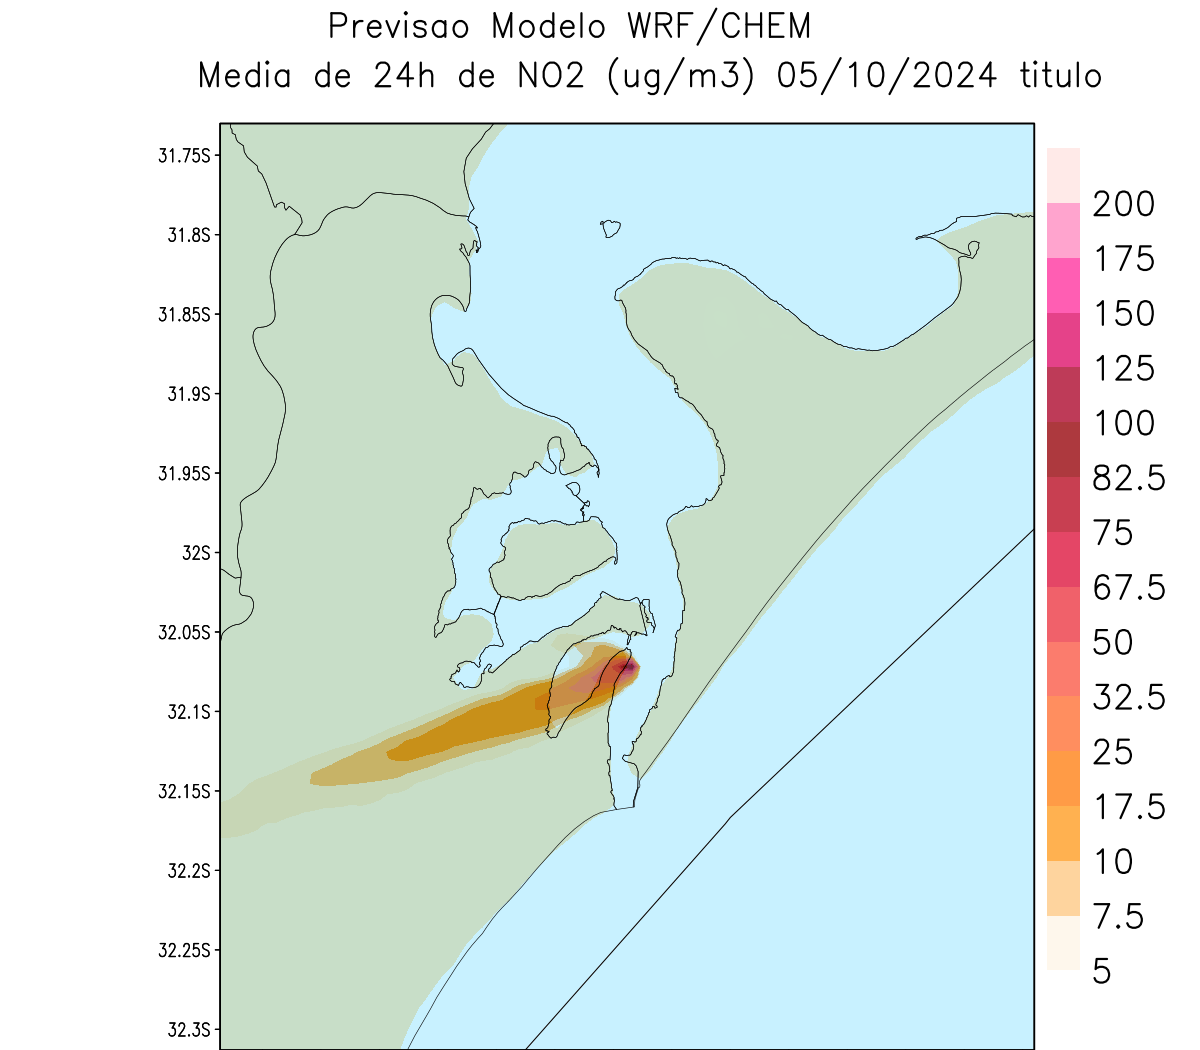 Previsao Modelo WRF/CHEM
Media de 24h de NO2 (ug/m3) 05/10/2024 titulo
31.75S
31.8S
31.85S
31.9S
31.95S
32S
32.05S
32.1S
32.15S
32.2S
32.25S
32.3S
200
175
150
125
100
82.5
75
67.5
50
32.5
25
17.5
10
7.5
5